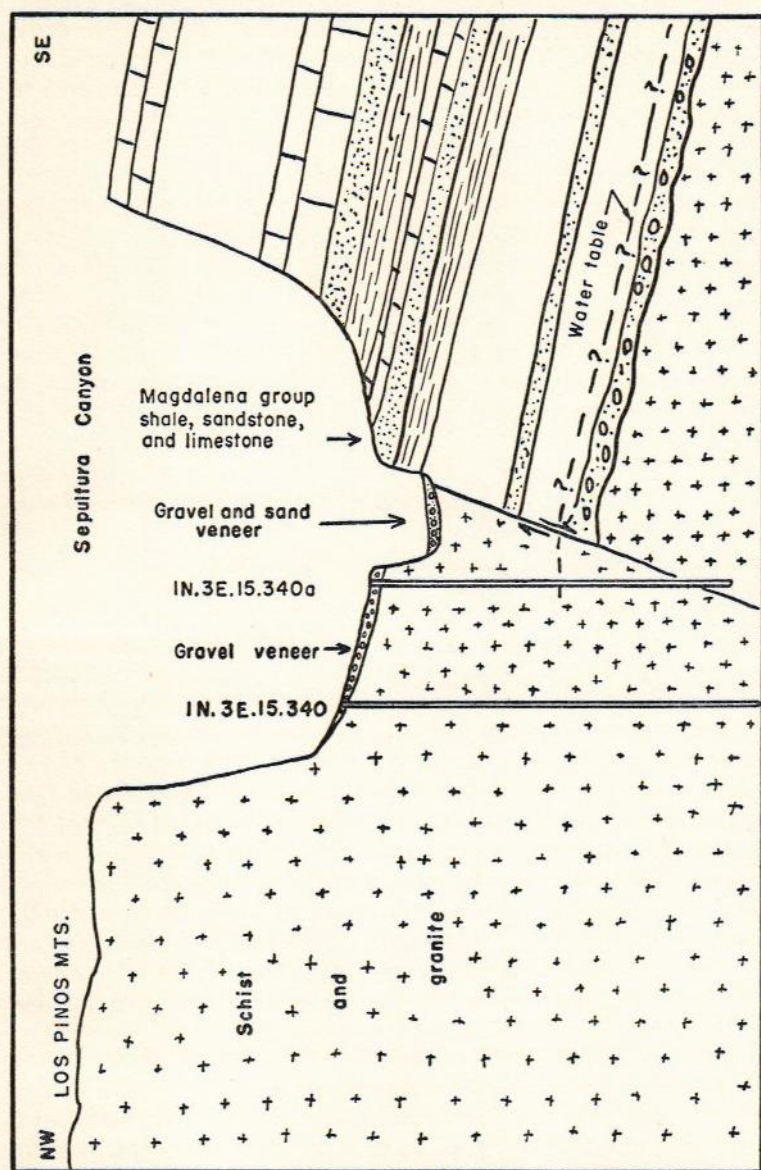 SE
Sepultura Canyon
Magdalena group
shale, sandstone,
and limestone
Gravel and sand
veneer
1N.3E.15.340a
Gravel veneer
1N.3E.15.340
Water table
?
?
?
?
?
Schist
and
granite
LOS PINOS MTS.
NW